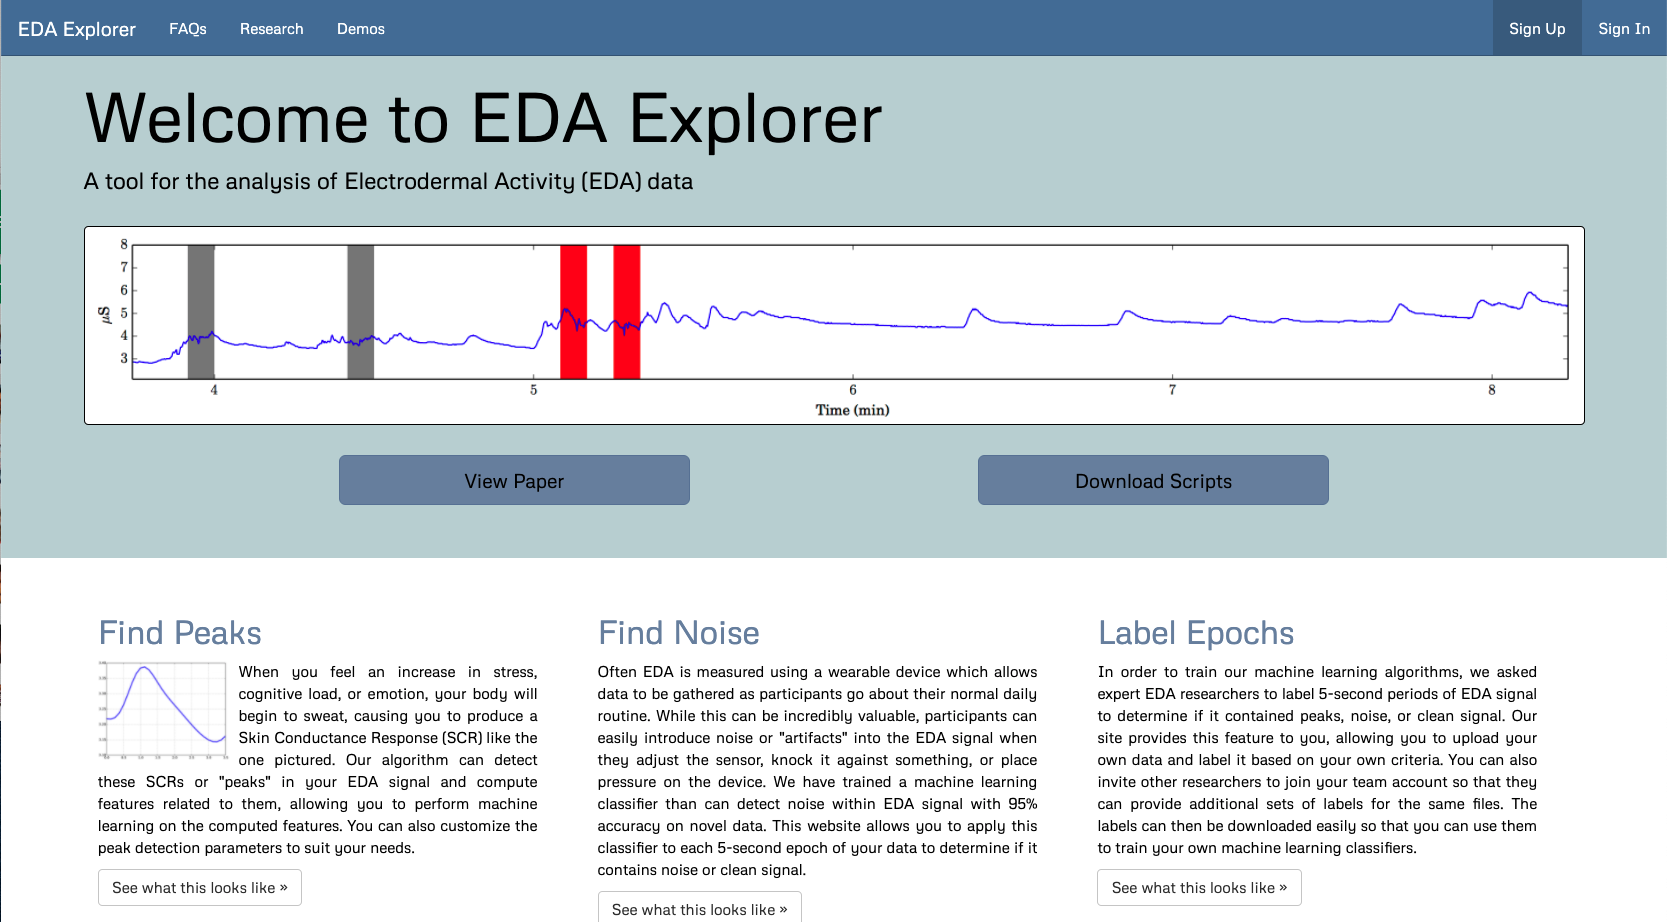 EDA Explorer FAQs Research Demos Sign Up Sign In
Welcome to EDA Explorer
A tool for the analysis of Electrodermal Activity (EDA) data
8
7
6
5
4
3
μS
4 5 6 7 8
Time (min)
View Paper Download Scripts
Find Peaks
When you feel an increase in stress,
cognitive load, or emotion, your body will
begin to sweat, causing you to produce a
Skin Conductance Response (SCR) like the
one pictured. Our algorithm can detect
these SCRs or "peaks" in your EDA signal and compute
features related to them, allowing you to perform machine
learning on the computed features. You can also customize the
peak detection parameters to suit your needs.
See what this looks like »
Find Noise
Often EDA is measured using a wearable device which allows
data to be gathered as participants go about their normal daily
routine. While this can be incredibly valuable, participants can
easily introduce noise or "artifacts" into the EDA signal when
they adjust the sensor, knock it against something, or place
pressure on the device. We have trained a machine learning
classifier than can detect noise within EDA signal with 95%
accuracy on novel data. This website allows you to apply this
classifier to each 5-second epoch of your data to determine if it
contains noise or clean signal.
See what this looks like »
Label Epochs
In order to train our machine learning algorithms, we asked
expert EDA researchers to label 5-second periods of EDA signal
to determine if it contained peaks, noise, or clean signal. Our
site provides this feature to you, allowing you to upload your
own data and label it based on your own criteria. You can also
invite other researchers to join your team account so that they
can provide additional sets of labels for the same files. The
labels can then be downloaded easily so that you can use them
to train your own machine learning classifiers.
See what this looks like »